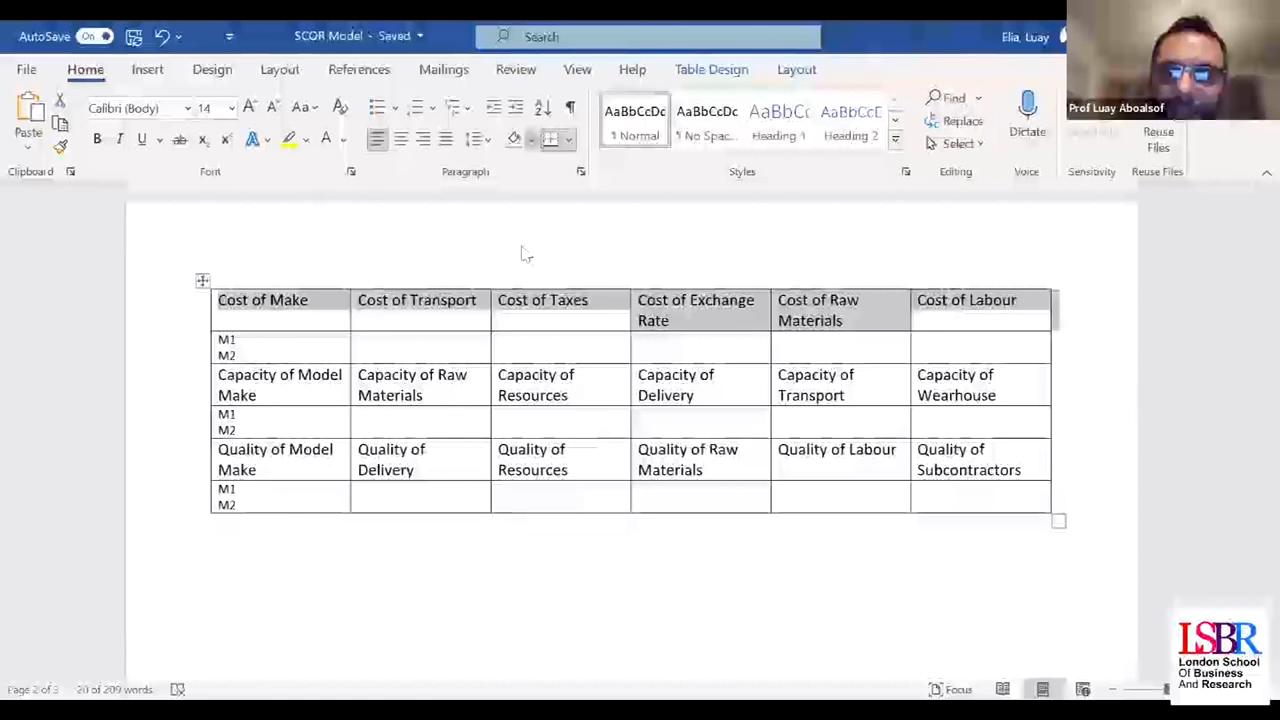 AutoSave On SCQR Model - Saved Search Elia, Luay
File Home Insert Design Layout References Mailings Review View Help Table Design Layout
Prof Luay Aboalsof
Paste Calibri (Body) 14 Aa AaBbCcDc AaBbCcDc AaBbCc AaBbCcE Find
Replace
Select
¶ Normal ¶ No Spac... Heading 1 Heading 2
Dictate Reuse
Files
Clipboard Font Paragraph Styles Editing Voice Sensitivity Reuse Files
Cost of Make Cost of Transport Cost of Taxes Cost of Exchange Cost of Raw Cost of Labour
Rate Materials
M1
M2
Capacity of Model Capacity of Raw Capacity of Capacity of Capacity of Capacity of
Make Materials Resources Delivery Transport Wearhouse
M1
M2
Quality of Model Quality of Quality of Quality of Raw Quality of Labour Quality of
Make Delivery Resources Materials Subcontractors
M1
M2
LSBR
London School
Of Business
And Research
Page 2 of 3 20 of 209 words Focus